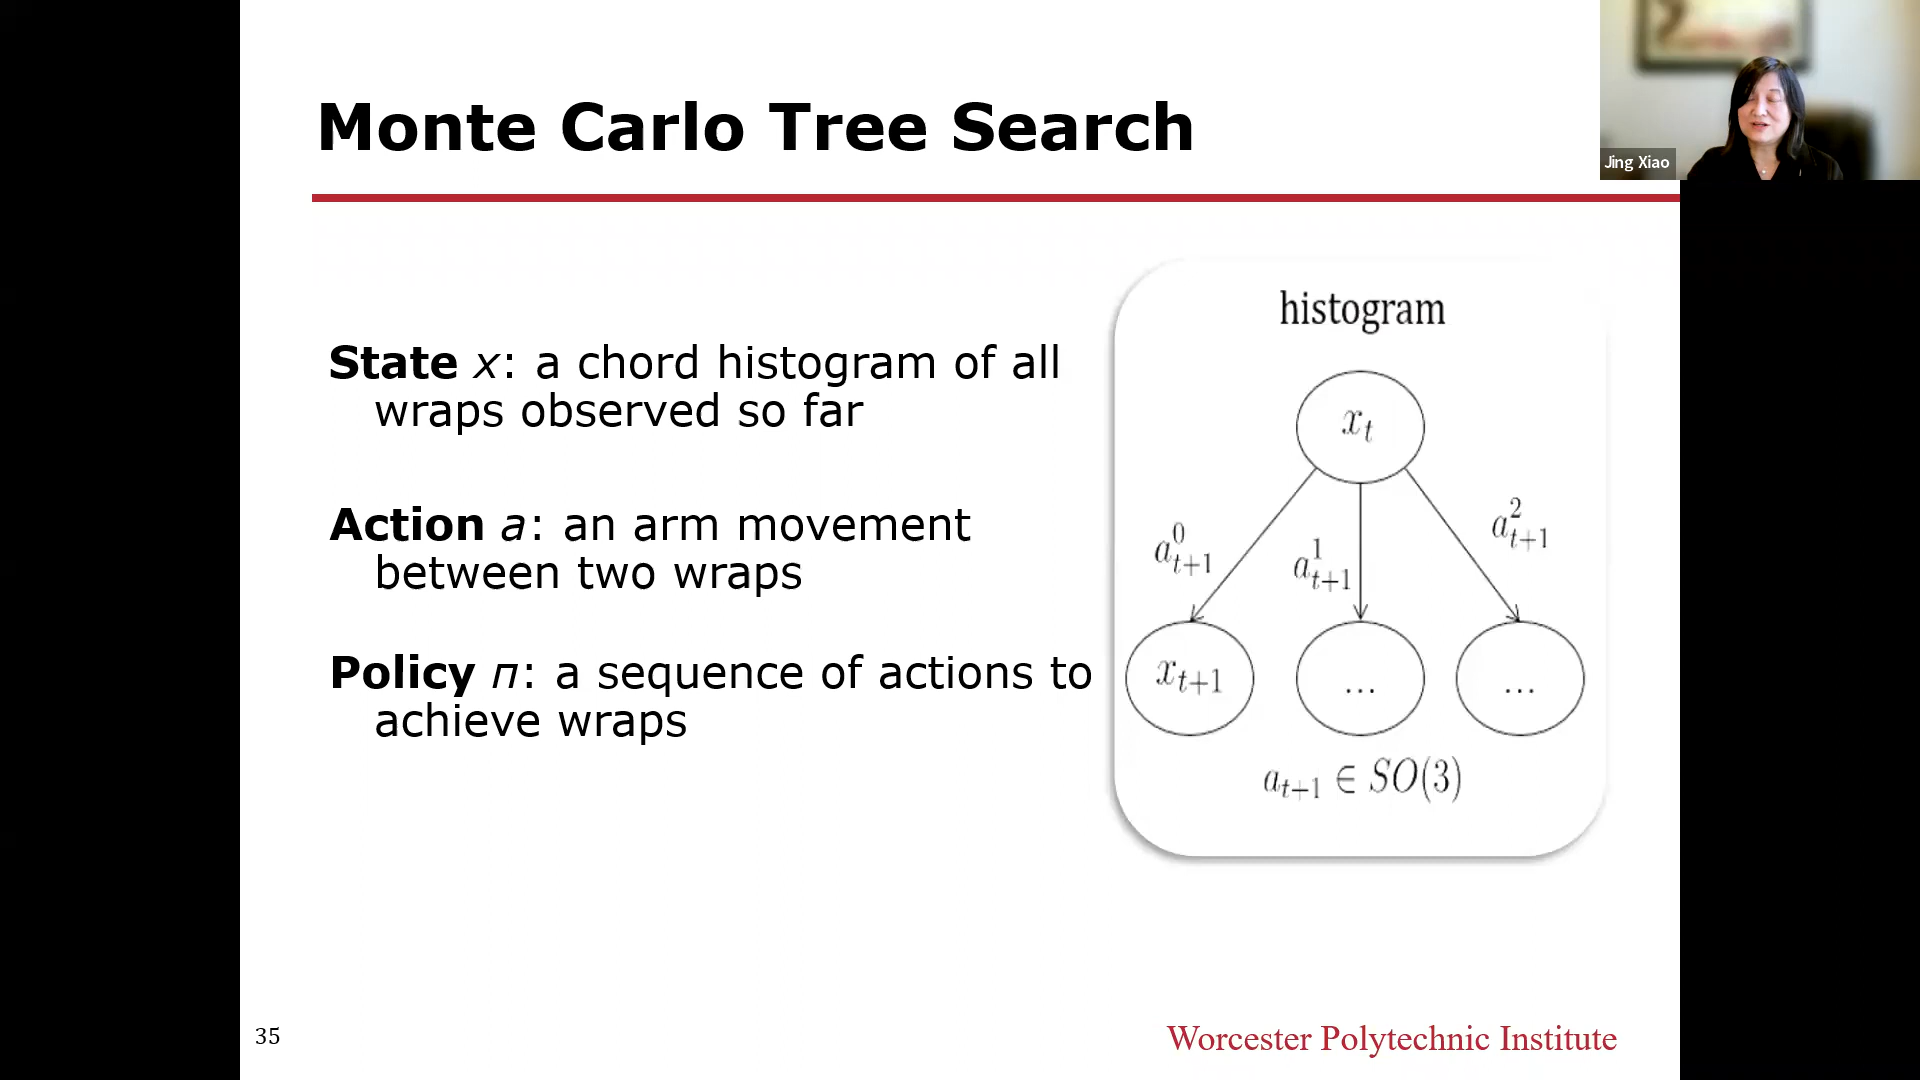 Monte Carlo Tree Search
Jing Xiao
State x: a chord histogram of all
wraps observed so far
Action a: an arm movement
between two wraps
Policy π: a sequence of actions to
achieve wraps
histogram
x_t
a^0_{t+1}
a^1_{t+1}
a^2_{t+1}
x_{t+1}
...
...
a_{t+1} ∈ SO(3)
35
Worcester Polytechnic Institute